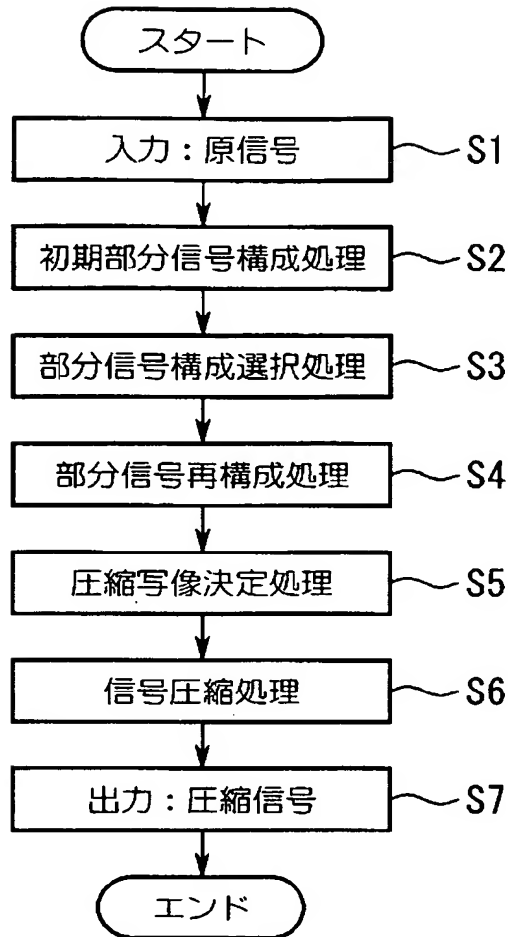 スタート
入力：原信号 S1
初期部分信号構成処理 S2
部分信号構成選択処理 S3
部分信号再構成処理 S4
圧縮写像決定処理 S5
信号圧縮処理 S6
出力：圧縮信号 S7
エンド